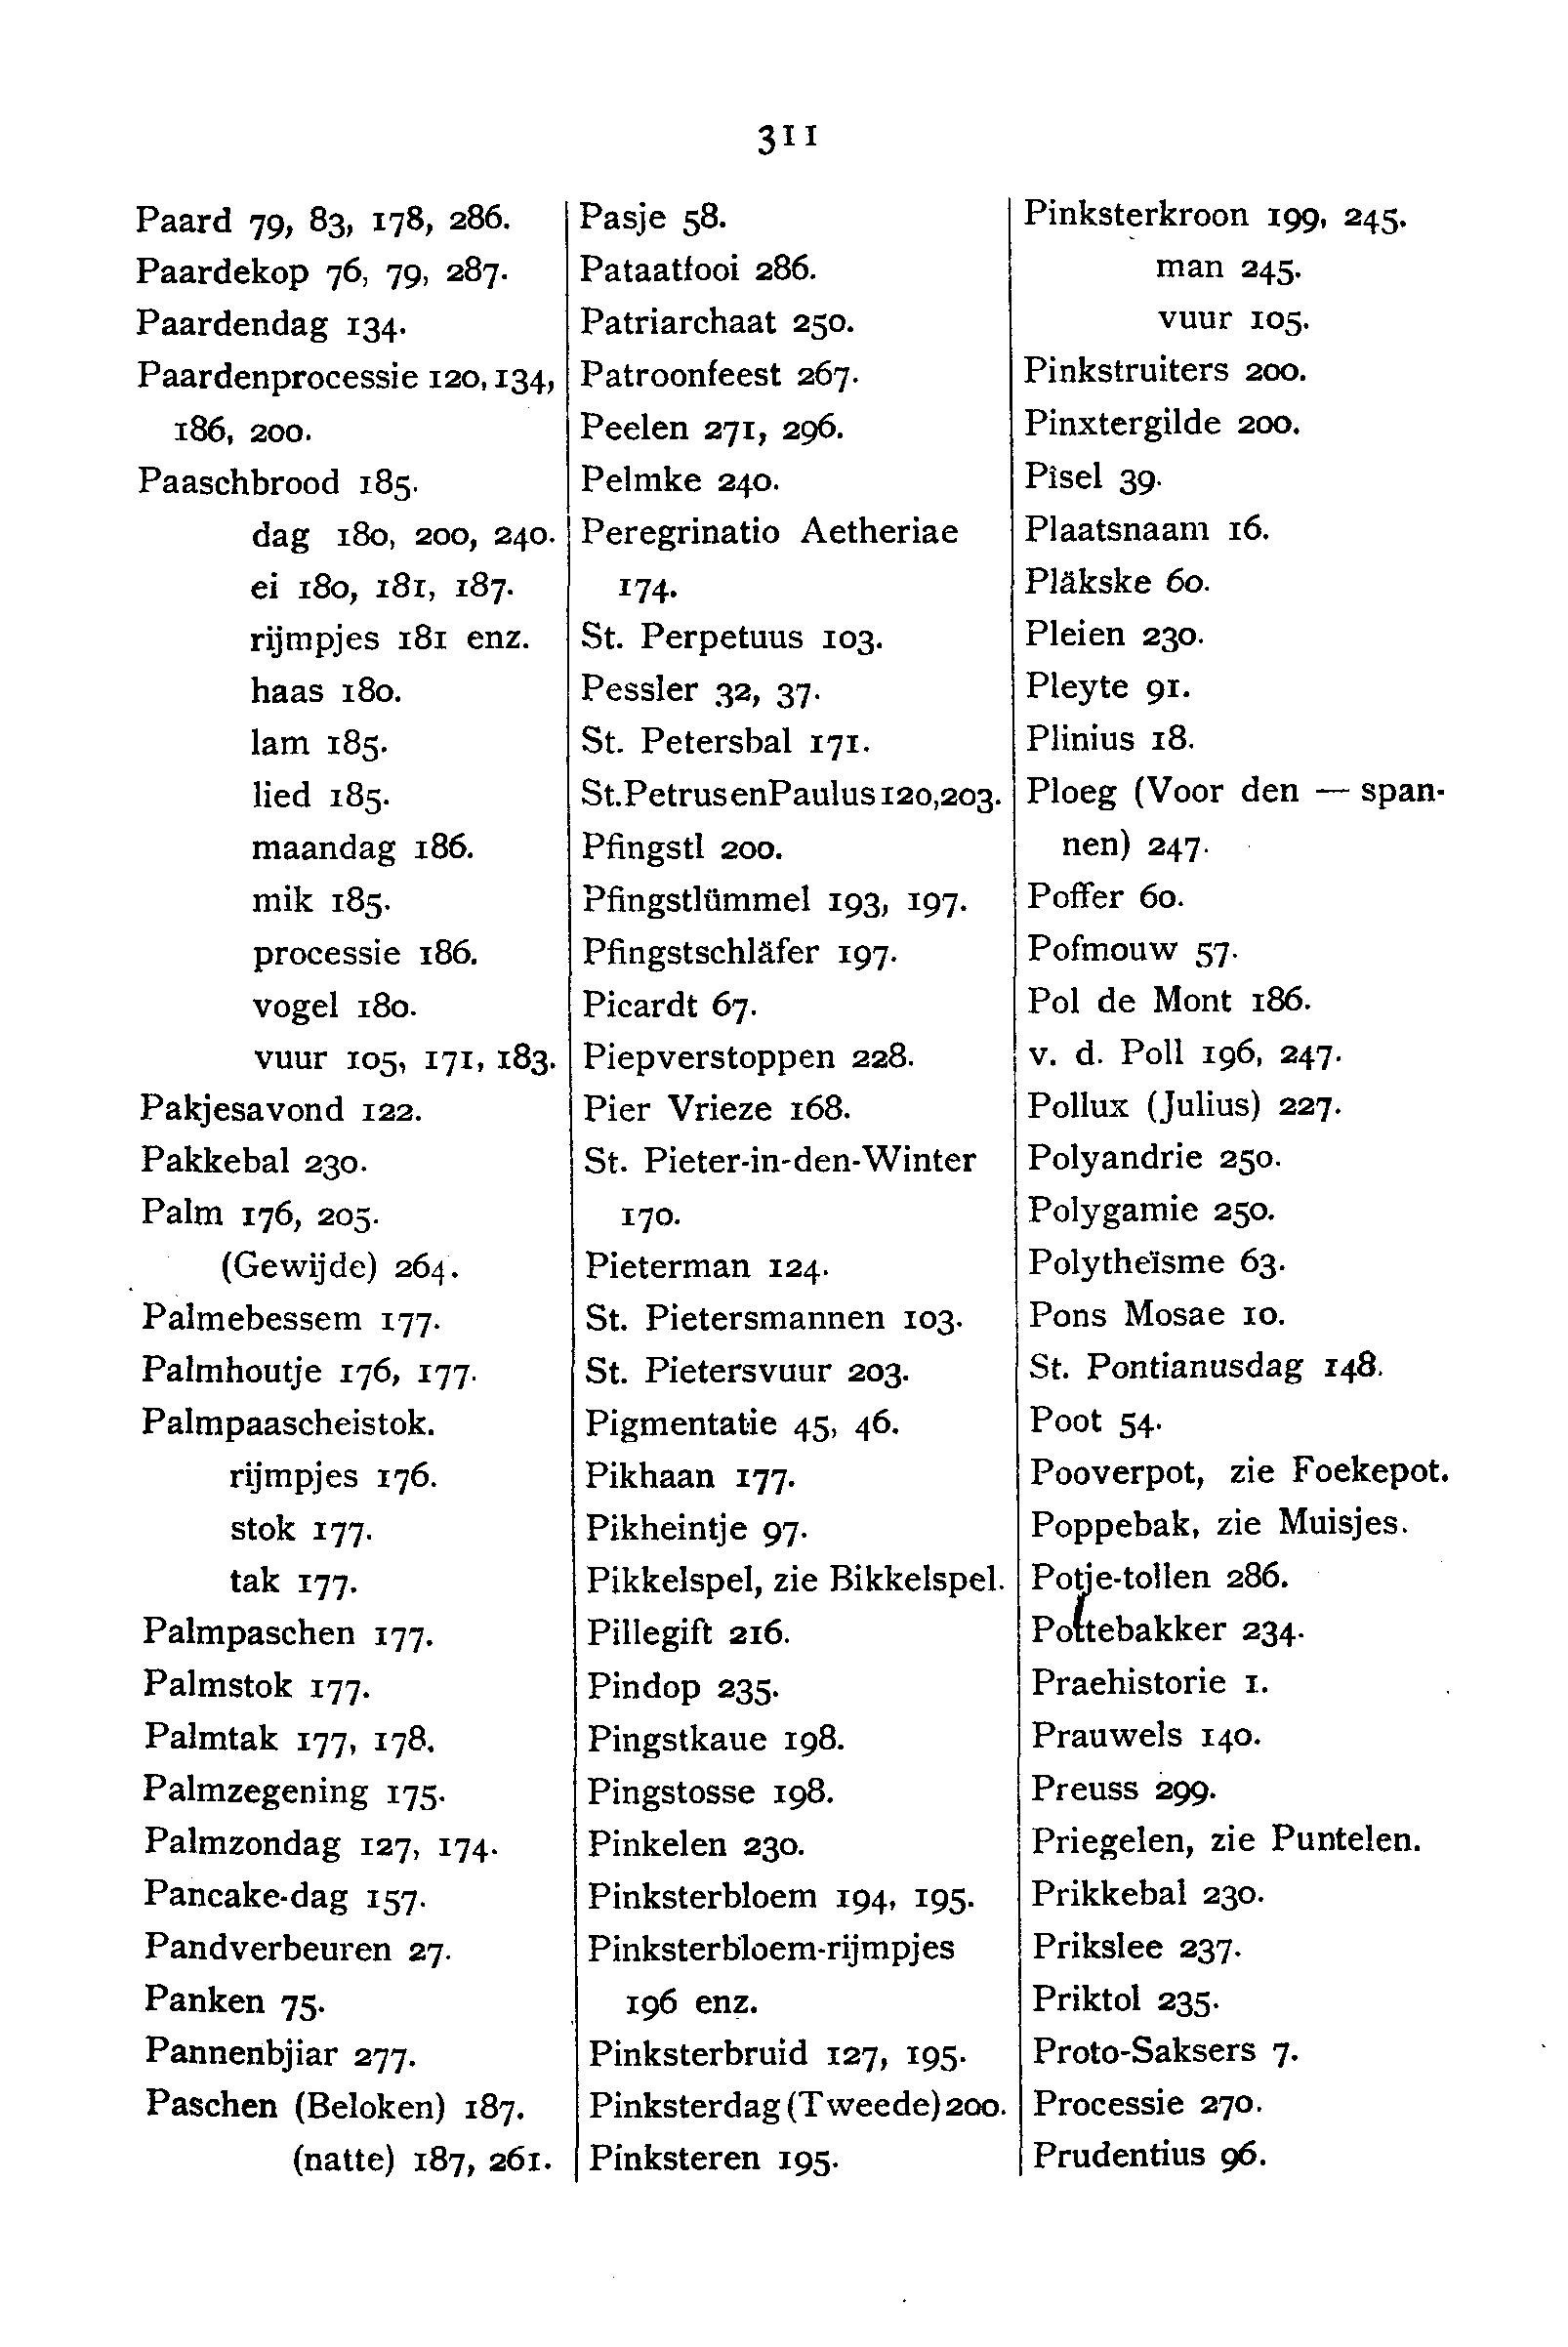 311
Paard 79, 83, 178, 286.
Paardekop 76, 79, 287.
Paardendag 134.
Paardenprocessie 120, 134,
186, 200.
Paaschbrood 185.
dag 180, 200, 240.
ei 180, 181, 187.
rijmpjes 181 enz.
haas 180.
lam 185.
lied 185.
maandag 186.
mik 185.
processie 186.
vogel 180.
vuur 105, 171, 183.
Pakjesavond 122.
Pakkebal 230.
Palm 176, 205.
(Gewijde) 264.
Palmebessem 177.
Palmhoutje 176, 177.
Palmpaascheistok.
rijmpjes 176.
stok 177.
tak 177.
Palmpaschen 177.
Palmstok 177.
Palmtak 177, 178.
Palmzegening 175.
Palmzondag 127, 174.
Pancake-dag 157.
Pandverbeuren 27.
Panken 75.
Pannenbjiar 277.
Paschen (Beloken) 187.
(natte) 187, 261.
Pasje 58.
Pataatfooi 286.
Patriarchaat 250.
Patroonfeest 267.
Peelen 271, 296.
Pelmke 240.
Peregrinatio Aetheriae
174.
St. Perpetuus 103.
Pessler 32, 37.
St. Petersbal 171.
St. Petrus en Paulus 120, 203.
Pfingstl 200.
Pfingstlümmel 193, 197.
Pfingstschläfer 197.
Picardt 67.
Piepverstoppen 228.
Pier Vrieze 168.
St. Pieter-in-den-Winter
170.
Pieterman 124.
St. Pietersmannen 103.
St. Pietersvuur 203.
Pigmentatie 45, 46.
Pikhaan 177.
Pikheintje 97.
Pikkelspel, zie Bikkelspel.
Pillegift 216.
Pindop 235.
Pingstkaue 198.
Pingstosse 198.
Pinkelen 230.
Pinksterbloem 194, 195.
Pinksterbloem-rijmpjes
196 enz.
Pinksterbruid 127, 195.
Pinksterdag (Tweede) 200.
Pinksteren 195.
Pinksterkroon 199, 245.
man 245.
vuur 105.
Pinkstruiters 200.
Pinxtergilde 200.
Pisel 39.
Plaatsnaam 16.
Pläkske 60.
Pleien 230.
Pleyte 91.
Plinius 18.
Ploeg (Voor den — span-
nen) 247.
Poffer 60.
Pofmouw 57.
Pol de Mont 186.
v. d. Poll 196, 247.
Pollux (Julius) 227.
Polyandrie 250.
Polygamie 250.
Polytheïsme 63.
Pons Mosae 10.
St. Pontianusdag 148.
Poot 54.
Pooverpot, zie Foekepot.
Poppebak, zie Muisjes.
Potje-tollen 286.
Pottebakker 234.
Praehistorie 1.
Prauwels 140.
Preuss 299.
Priegelen, zie Puntelen.
Prikkebal 230.
Prikslee 237.
Priktol 235.
Proto-Saksers 7.
Processie 270.
Prudentius 96.